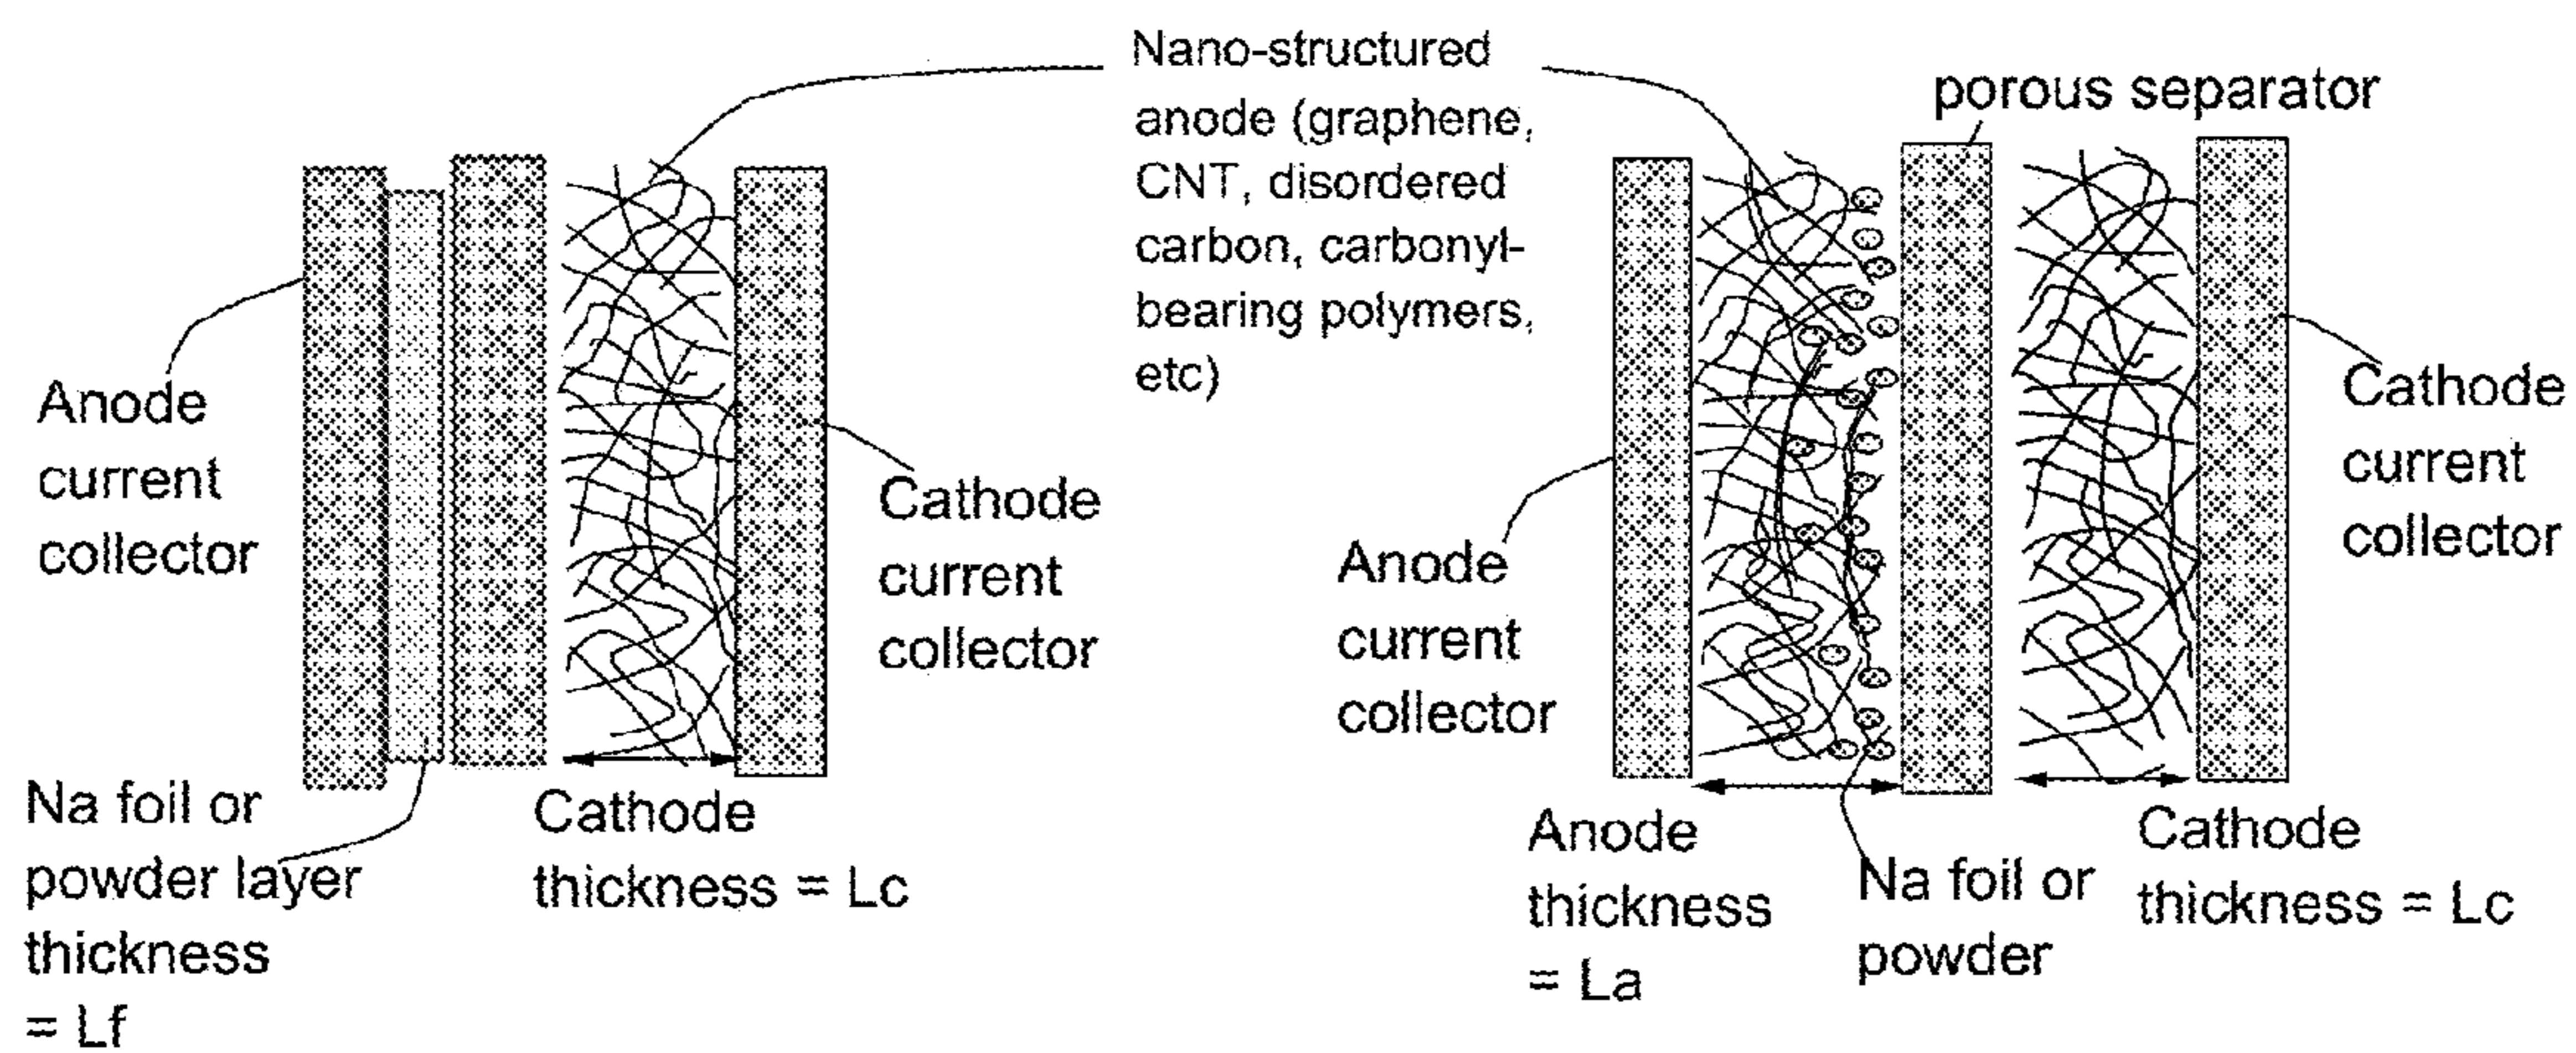 Nano-structured
anode (graphene,
CNT, disordered
carbon, carbonyl-
bearing polymers,
etc)
porous separator
Anode
current
collector
Cathode
current
collector
Na foil or
powder layer
thickness
= Lf
Cathode
thickness = Lc
Anode
current
collector
Cathode
current
collector
Anode
thickness
= La
Na foil or
powder
Cathode
thickness = Lc